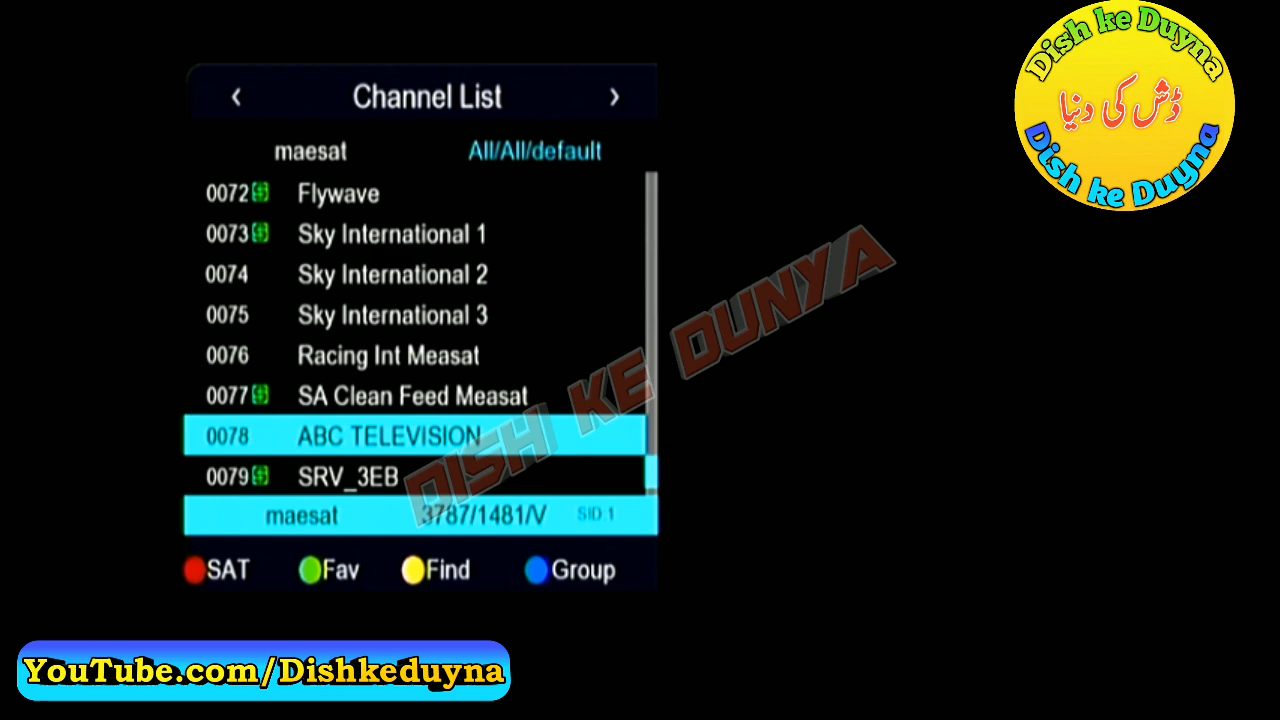 Dish ke Duyna
ڈش کی دنیا
Dish ke Duyna
‹ Channel List ›
maesat All/All/default
0072 $ Flywave
0073 $ Sky International 1
0074 Sky International 2
0075 Sky International 3
0076 Racing Int Measat
0077 $ SA Clean Feed Measat
0078 ABC TELEVISION
0079 $ SRV_3EB
maesat 3787/1481/V SID:1
SAT Fav Find Group
DISH KE DUNYA
YouTube.com/Dishkeduyna